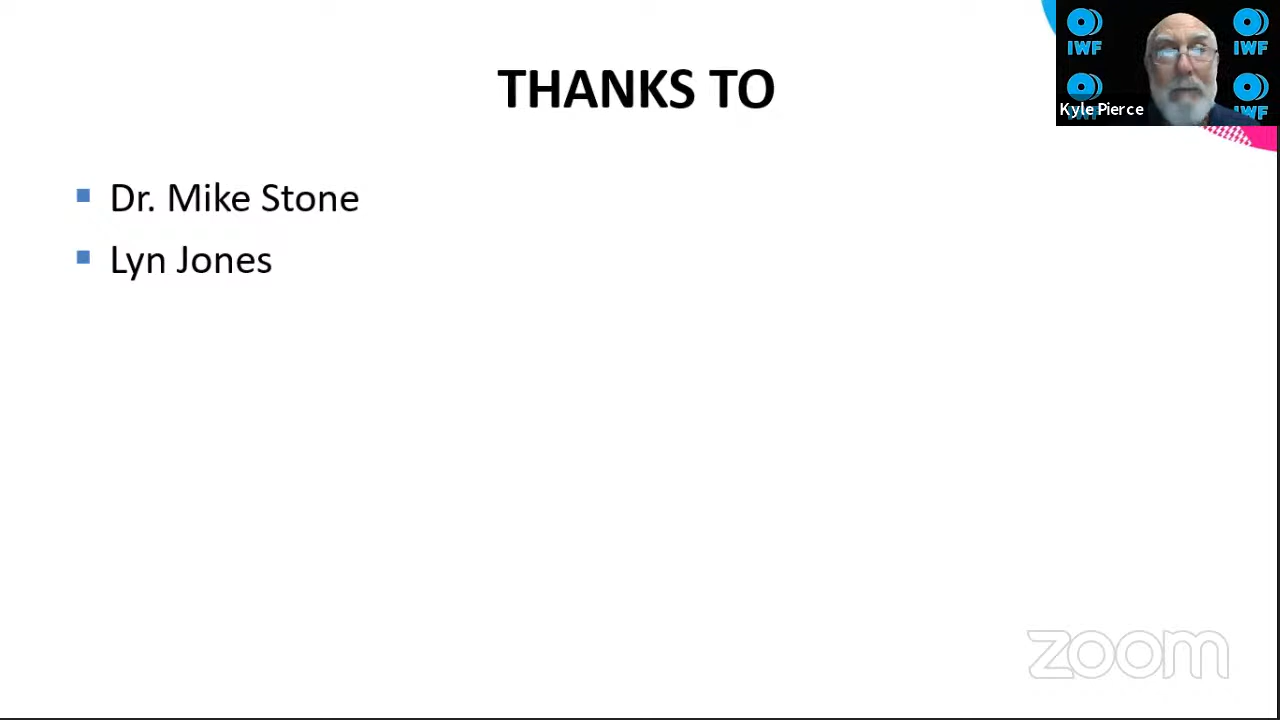 THANKS TO
Dr. Mike Stone
Lyn Jones
IWF
IWF
IWF
IWF
Kyle Pierce
zoom